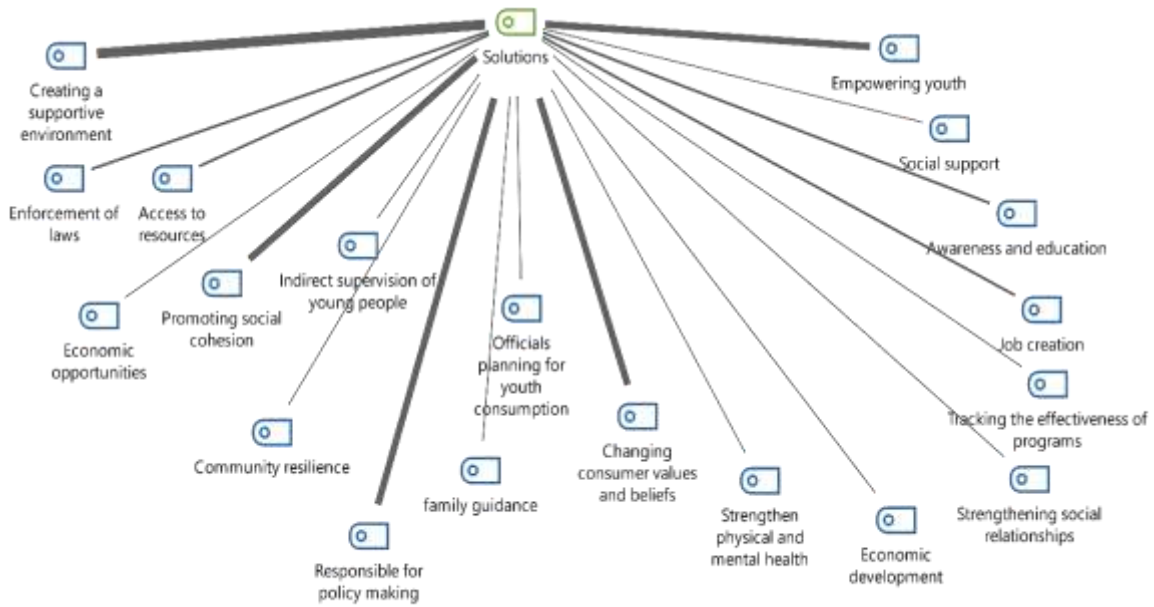 Solutions
Creating a
supportive
environment
Empowering youth
Social support
Enforcement of
laws
Access to
resources
Awareness and education
Indirect supervision of
young people
Promoting social
cohesion
Economic
opportunities
Officials
planning for
youth
consumption
Job creation
Tracking the effectiveness of
programs
Community resilience
family guidance
Changing
consumer values
and beliefs
Strengthen
physical and
mental health
Strengthening social
relationships
Responsible for
policy making
Economic
development